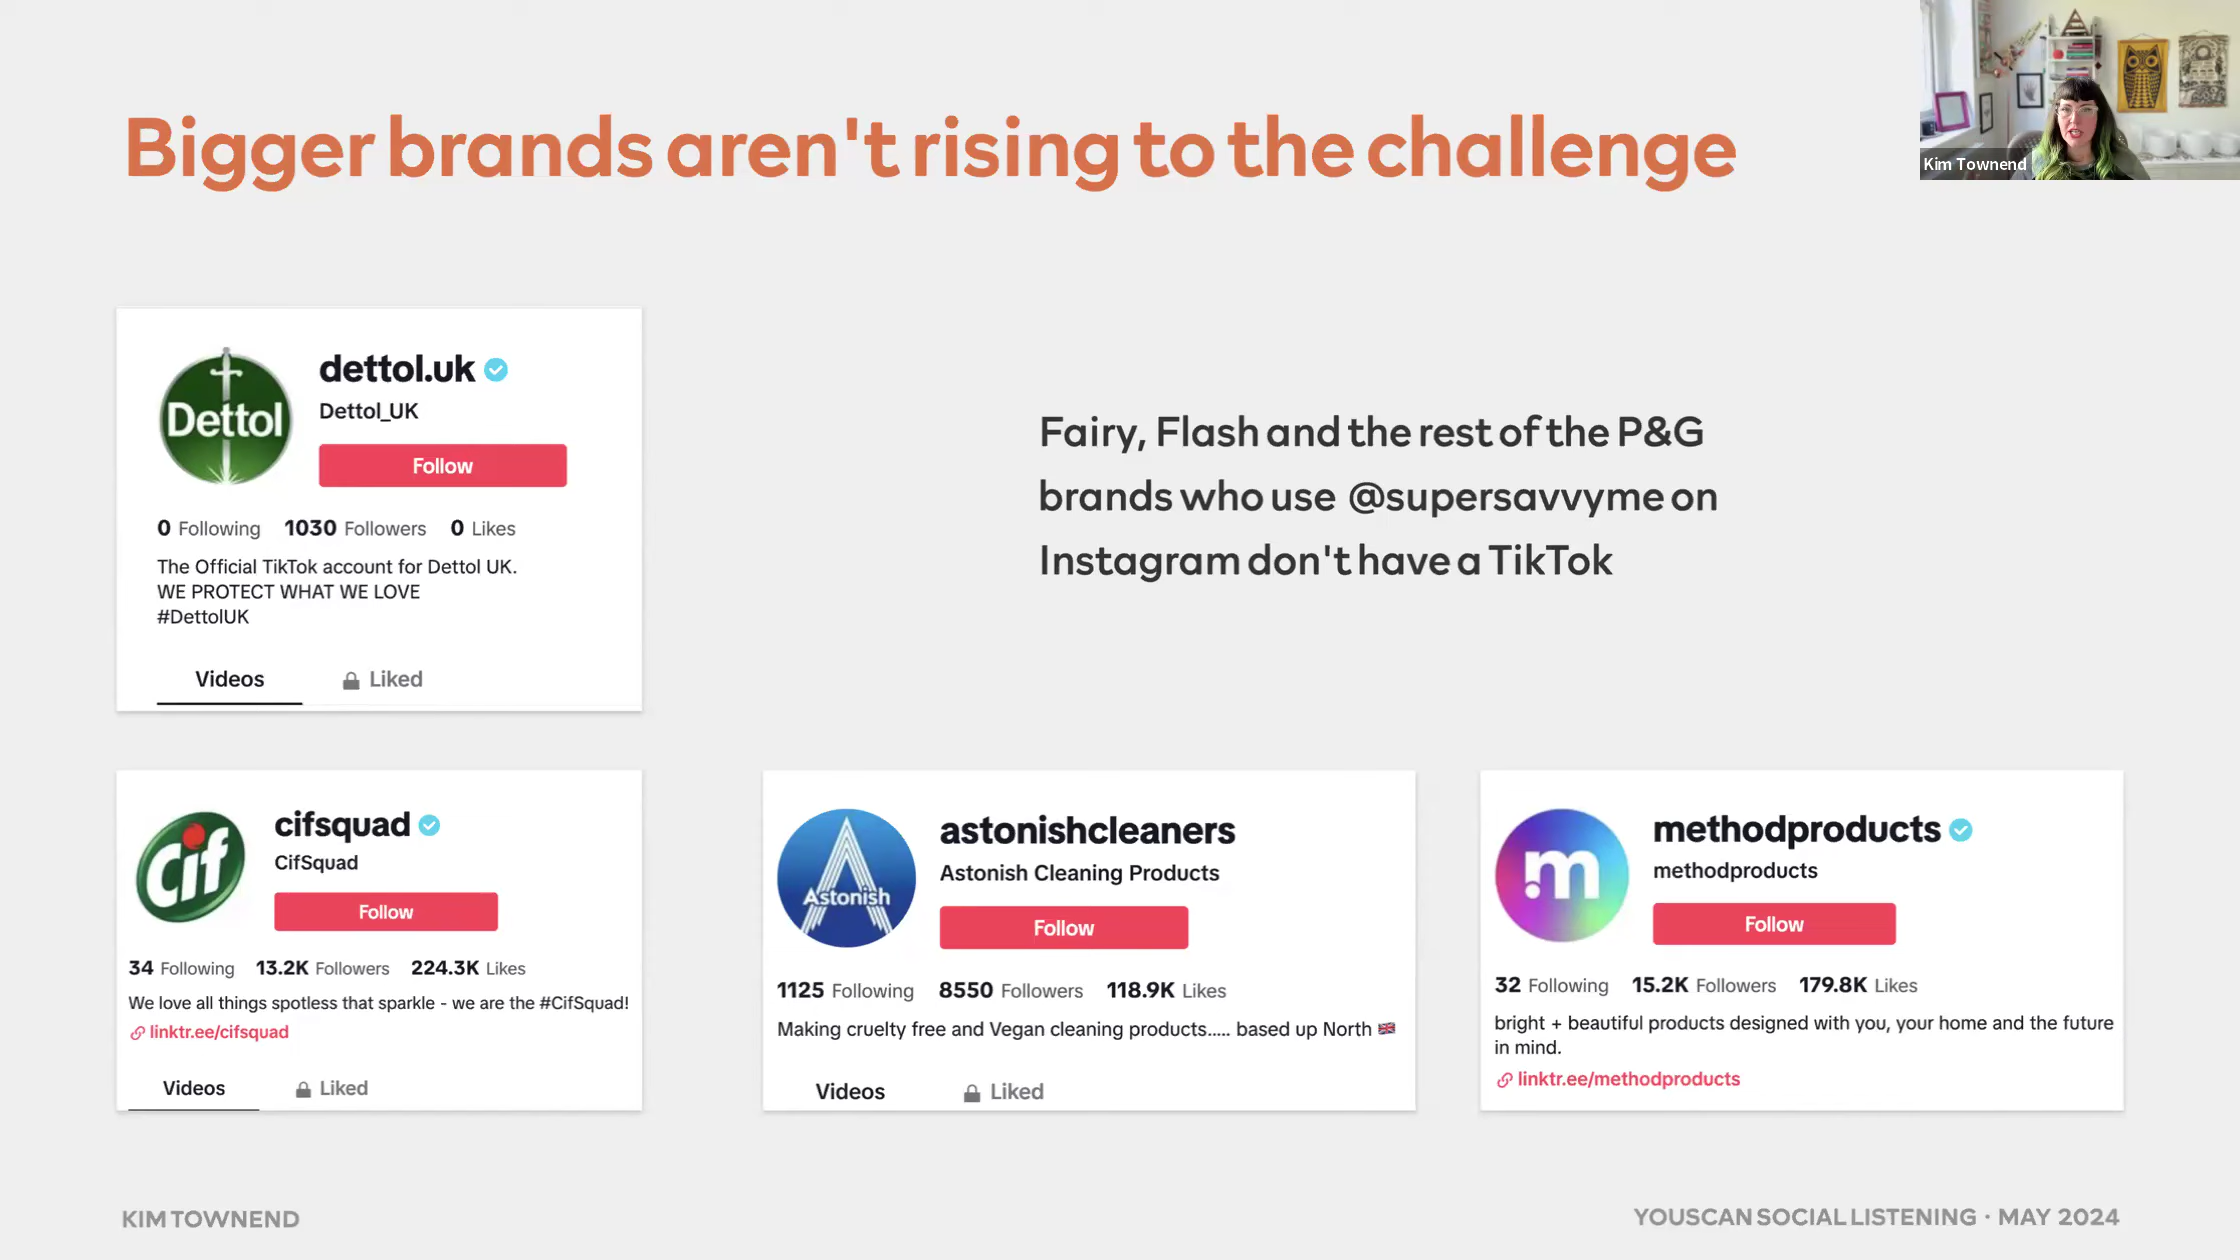 Bigger brands aren't rising to the challenge
Kim Townend
Dettol
dettol.uk
Dettol_UK
Follow
0 Following 1030 Followers 0 Likes
The Official TikTok account for Dettol UK.
WE PROTECT WHAT WE LOVE
#DettolUK
Videos Liked
Fairy, Flash and the rest of the P&G
brands who use @supersavvyme on
Instagram don't have a TikTok
Cif
cifsquad
CifSquad
Follow
34 Following 13.2K Followers 224.3K Likes
We love all things spotless that sparkle - we are the #CifSquad!
linktr.ee/cifsquad
Videos Liked
Astonish
astonishcleaners
Astonish Cleaning Products
Follow
1125 Following 8550 Followers 118.9K Likes
Making cruelty free and Vegan cleaning products..... based up North 🇬🇧
Videos Liked
m
methodproducts
methodproducts
Follow
32 Following 15.2K Followers 179.8K Likes
bright + beautiful products designed with you, your home and the future
in mind.
linktr.ee/methodproducts
KIM TOWNEND
YOUSCAN SOCIAL LISTENING · MAY 2024